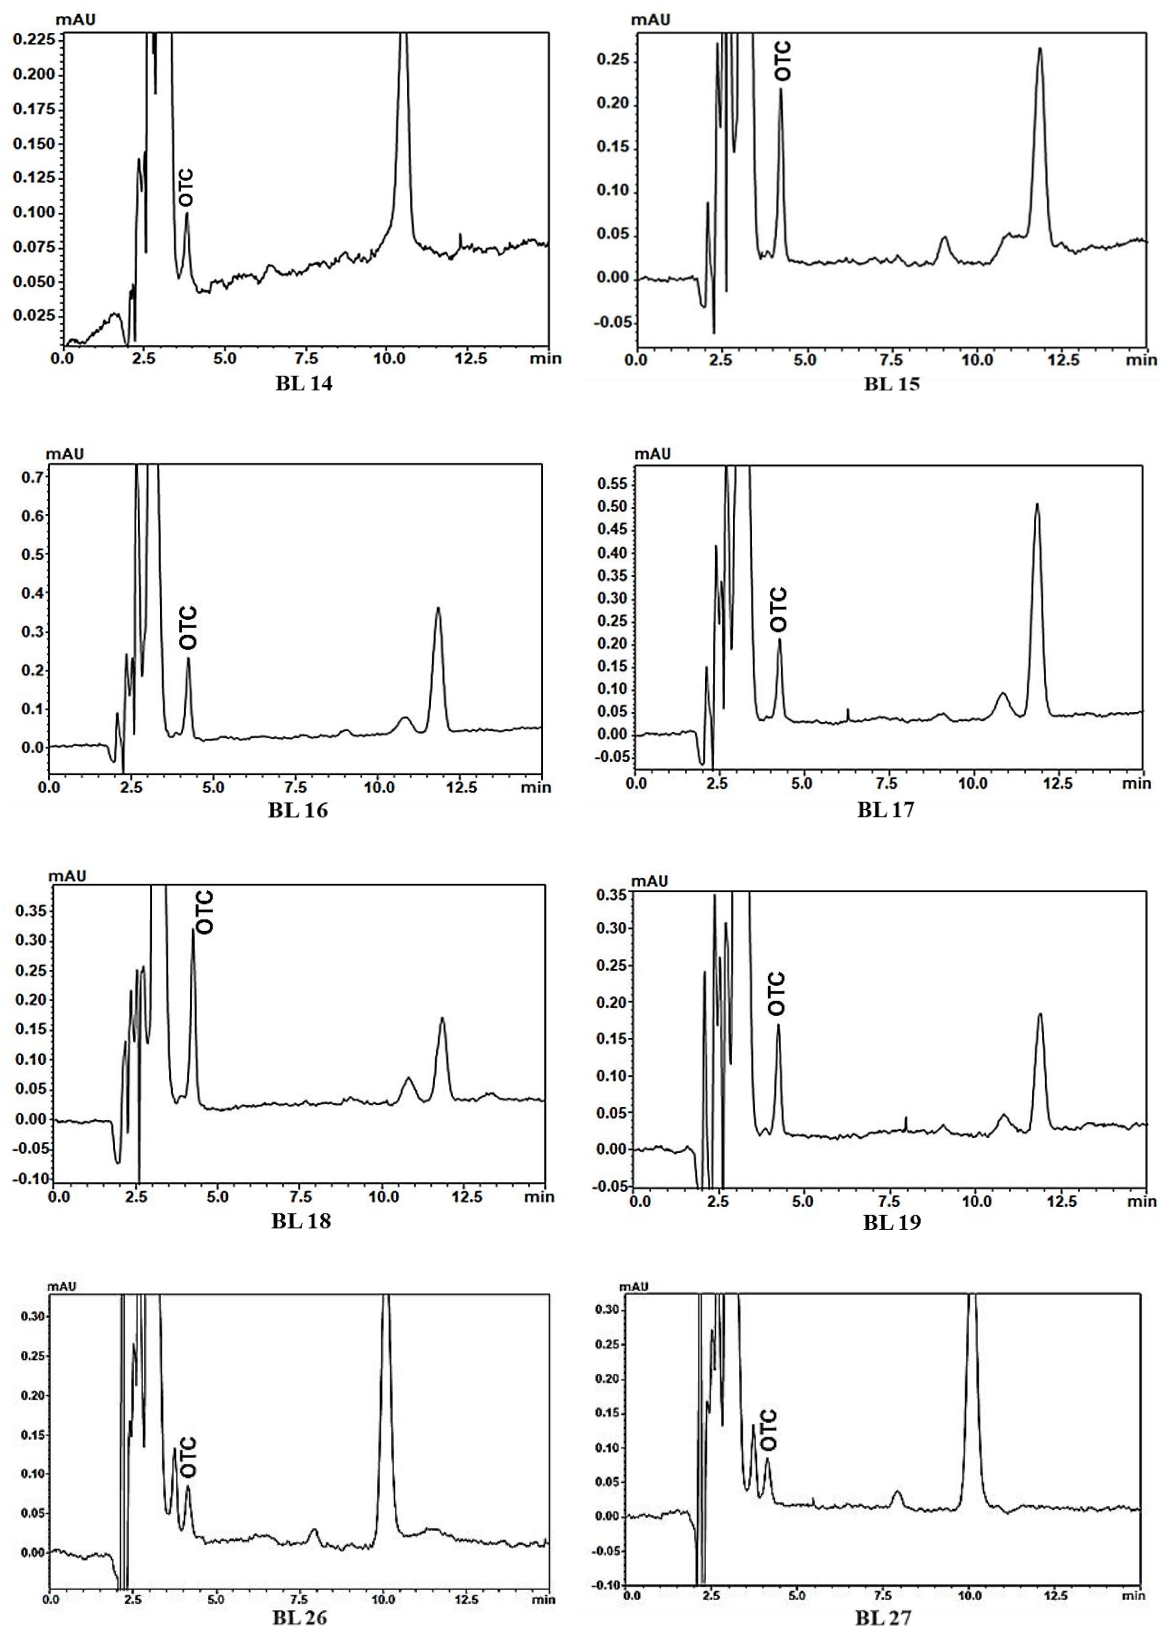 mAU
0.225
0.200
0.175
0.150
0.125
0.100
0.075
0.050
0.025
OTC
0.0 2.5 5.0 7.5 10.0 12.5 min
BL 14
mAU
0.25
0.20
0.15
0.10
0.05
0.00
-0.05
OTC
0.0 2.5 5.0 7.5 10.0 12.5 min
BL 15
mAU
0.7
0.6
0.5
0.4
0.3
0.2
0.1
0.0
OTC
0.0 2.5 5.0 7.5 10.0 12.5 min
BL 16
mAU
0.55
0.50
0.45
0.40
0.35
0.30
0.25
0.20
0.15
0.10
0.05
0.00
-0.05
OTC
0.0 2.5 5.0 7.5 10.0 12.5 min
BL 17
mAU
0.35
0.30
0.25
0.20
0.15
0.10
0.05
0.00
-0.05
-0.10
OTC
0.0 2.5 5.0 7.5 10.0 12.5 min
BL 18
mAU
0.35
0.30
0.25
0.20
0.15
0.10
0.05
0.00
-0.05
OTC
0.0 2.5 5.0 7.5 10.0 12.5 min
BL 19
mAU
0.30
0.25
0.20
0.15
0.10
0.05
0.00
OTC
0.0 2.5 5.0 7.5 10.0 12.5 min
BL 26
mAU
0.30
0.25
0.20
0.15
0.10
0.05
0.00
-0.05
-0.10
OTC
0.0 2.5 5.0 7.5 10.0 12.5 min
BL 27